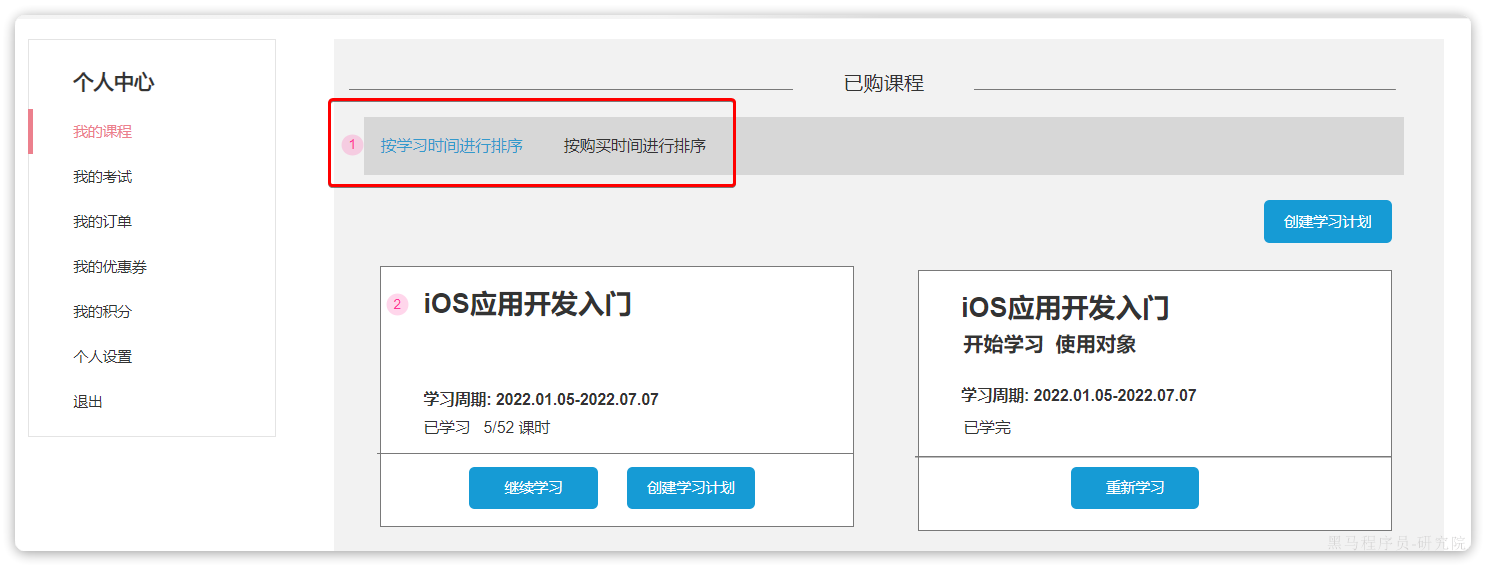 个人中心
我的课程
我的考试
我的订单
我的优惠券
我的积分
个人设置
退出
已购课程
1 按学习时间进行排序 按购买时间进行排序
创建学习计划
2 iOS应用开发入门
学习周期: 2022.01.05-2022.07.07
已学习 5/52 课时
继续学习 创建学习计划
iOS应用开发入门
开始学习 使用对象
学习周期: 2022.01.05-2022.07.07
已学完
重新学习
黑马程序员-研究院